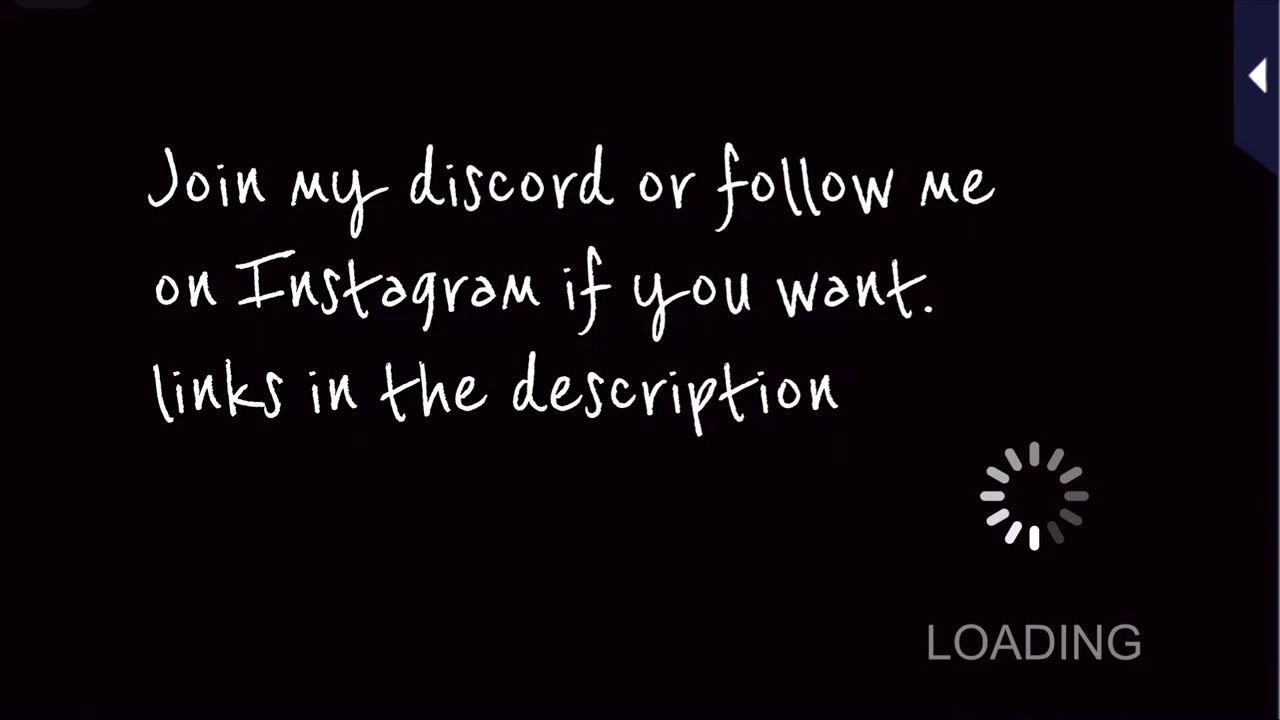 Join my discord or follow me
on Instagram if you want.
links in the description
LOADING